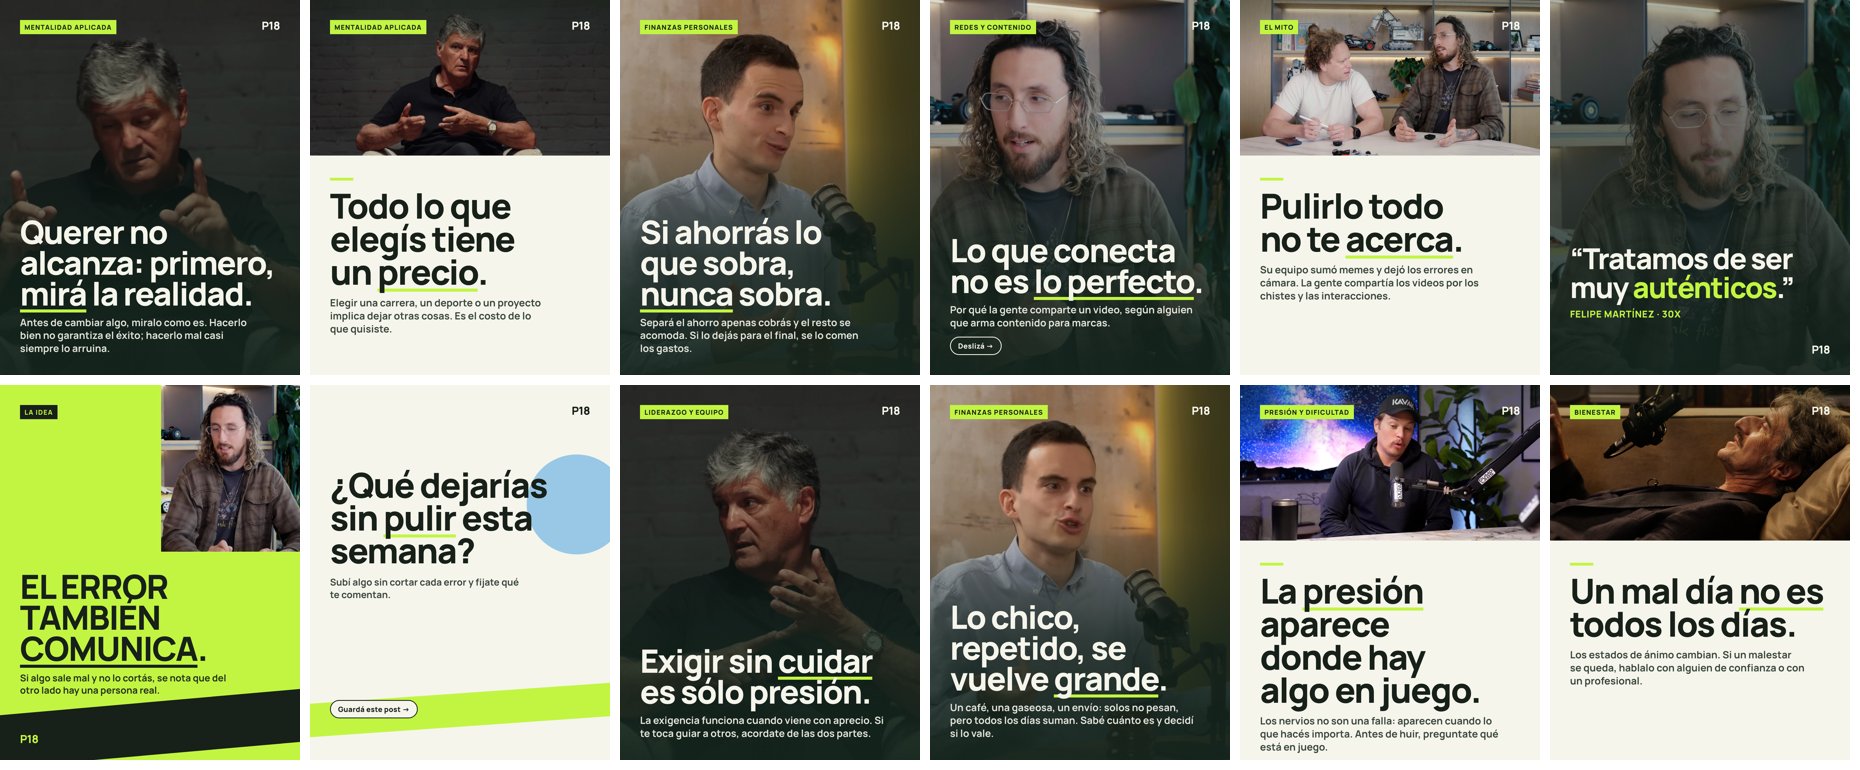 MENTALIDAD APLICADA
P18
Querer no
alcanza: primero,
mirá la realidad.
Antes de cambiar algo, miralo como es. Hacerlo
bien no garantiza el éxito; hacerlo mal casi
siempre lo arruina.
MENTALIDAD APLICADA
P18
Todo lo que
elegís tiene
un precio.
Elegir una carrera, un deporte o un proyecto
implica dejar otras cosas. Es el costo de lo
que quisiste.
FINANZAS PERSONALES
P18
Si ahorrás lo
que sobra,
nunca sobra.
Separá el ahorro apenas cobrás y el resto se
acomoda. Si lo dejás para el final, se lo comen
los gastos.
REDES Y CONTENIDO
P18
Lo que conecta
no es lo perfecto.
Por qué la gente comparte un video, según alguien
que arma contenido para marcas.
Deslizá →
EL MITO
P18
Pulirlo todo
no te acerca.
Su equipo sumó memes y dejó los errores en
cámara. La gente compartía los videos por los
chistes y las interacciones.
“Tratamos de ser
muy auténticos.”
FELIPE MARTÍNEZ · 30X
P18
LA IDEA
EL ERROR
TAMBIÉN
COMUNICA.
Si algo sale mal y no lo cortás, se nota que del
otro lado hay una persona real.
P18
P18
¿Qué dejarías
sin pulir esta
semana?
Subí algo sin cortar cada error y fijate qué
te comentan.
Guardá este post →
LIDERAZGO Y EQUIPO
P18
Exigir sin cuidar
es sólo presión.
La exigencia funciona cuando viene con aprecio. Si
te toca guiar a otros, acordate de las dos partes.
FINANZAS PERSONALES
P18
Lo chico,
repetido, se
vuelve grande.
Un café, una gaseosa, un envío: solos no pesan,
pero todos los días suman. Sabé cuánto es y decidí
si lo vale.
PRESIÓN Y DIFICULTAD
P18
La presión
aparece
donde hay
algo en juego.
Los nervios no son una falla: aparecen cuando lo
que hacés importa. Antes de huir, preguntate qué
está en juego.
BIENESTAR
P18
Un mal día no es
todos los días.
Los estados de ánimo cambian. Si un malestar
se queda, hablalo con alguien de confianza o con
un profesional.